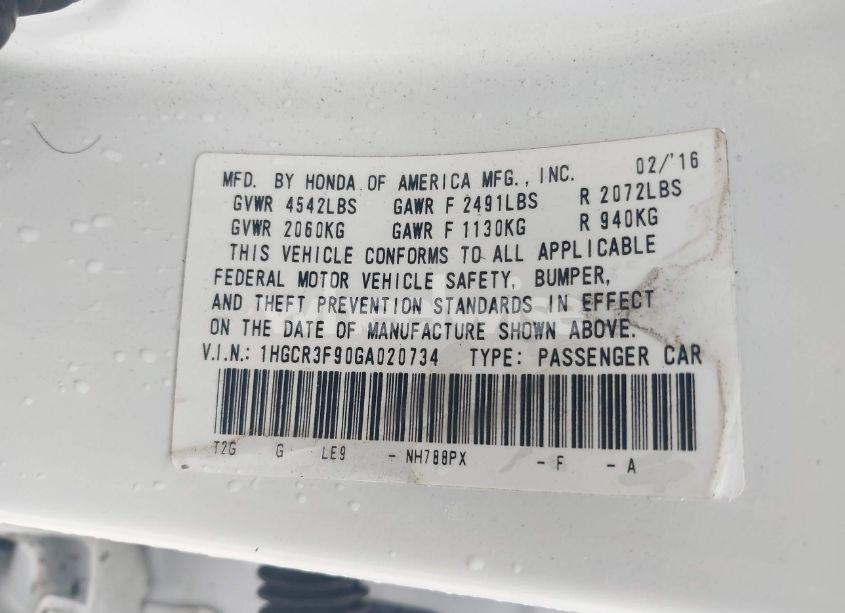 MFD. BY HONDA OF AMERICA MFG., INC. 02/'16
GVWR 4542LBS GAWR F 2491LBS R 2072LBS
GVWR 2060KG GAWR F 1130KG R 940KG
THIS VEHICLE CONFORMS TO ALL APPLICABLE
FEDERAL MOTOR VEHICLE SAFETY, BUMPER,
AND THEFT PREVENTION STANDARDS IN EFFECT
ON THE DATE OF MANUFACTURE SHOWN ABOVE.
V.I.N.: 1HGCR3F90GA020734 TYPE: PASSENGER CAR
T2G G LE9 - NH788PX - F - A